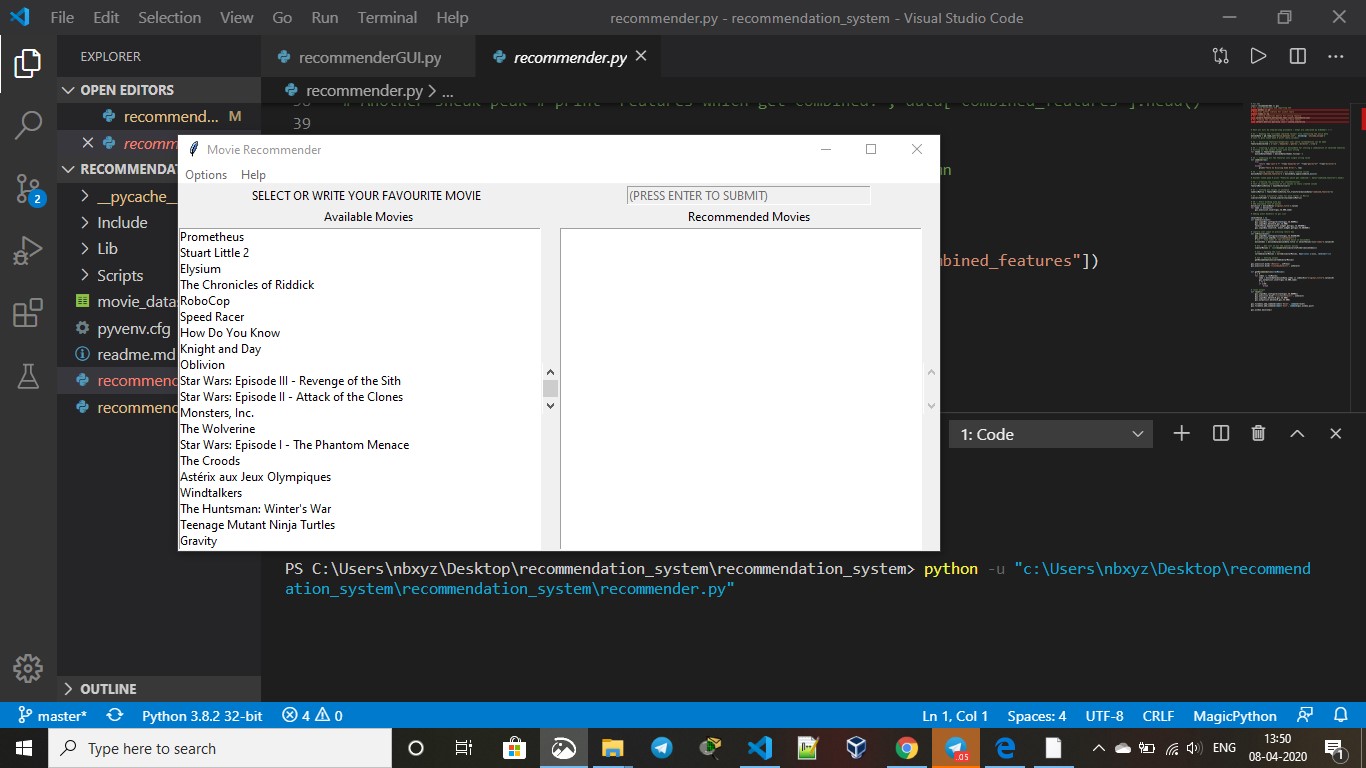 File Edit Selection View Go Run Terminal Help recommender.py - recommendation_system - Visual Studio Code
EXPLORER
recommenderGUI.py recommender.py
OPEN EDITORS
recommender.py > ...
recommend... M
recomm
39
RECOMMENDAT
__pycache__
Include
Lib
Scripts
movie_datas
pyvenv.cfg
readme.md
recommend
recommend
OUTLINE
Movie Recommender
Options Help
SELECT OR WRITE YOUR FAVOURITE MOVIE (PRESS ENTER TO SUBMIT)
Available Movies Recommended Movies
Prometheus
Stuart Little 2
Elysium
The Chronicles of Riddick
RoboCop
Speed Racer
How Do You Know
Knight and Day
Oblivion
Star Wars: Episode III - Revenge of the Sith
Star Wars: Episode II - Attack of the Clones
Monsters, Inc.
The Wolverine
Star Wars: Episode I - The Phantom Menace
The Croods
Astérix aux Jeux Olympiques
Windtalkers
The Huntsman: Winter's War
Teenage Mutant Ninja Turtles
Gravity
mbined_features"])
1: Code
PS C:\Users\nbxyz\Desktop\recommendation_system\recommendation_system> python -u "c:\Users\nbxyz\Desktop\recommend
ation_system\recommendation_system\recommender.py"
2
master* Python 3.8.2 32-bit 4 0 Ln 1, Col 1 Spaces: 4 UTF-8 CRLF MagicPython
Type here to search
.05
ENG
13:50
08-04-2020
1